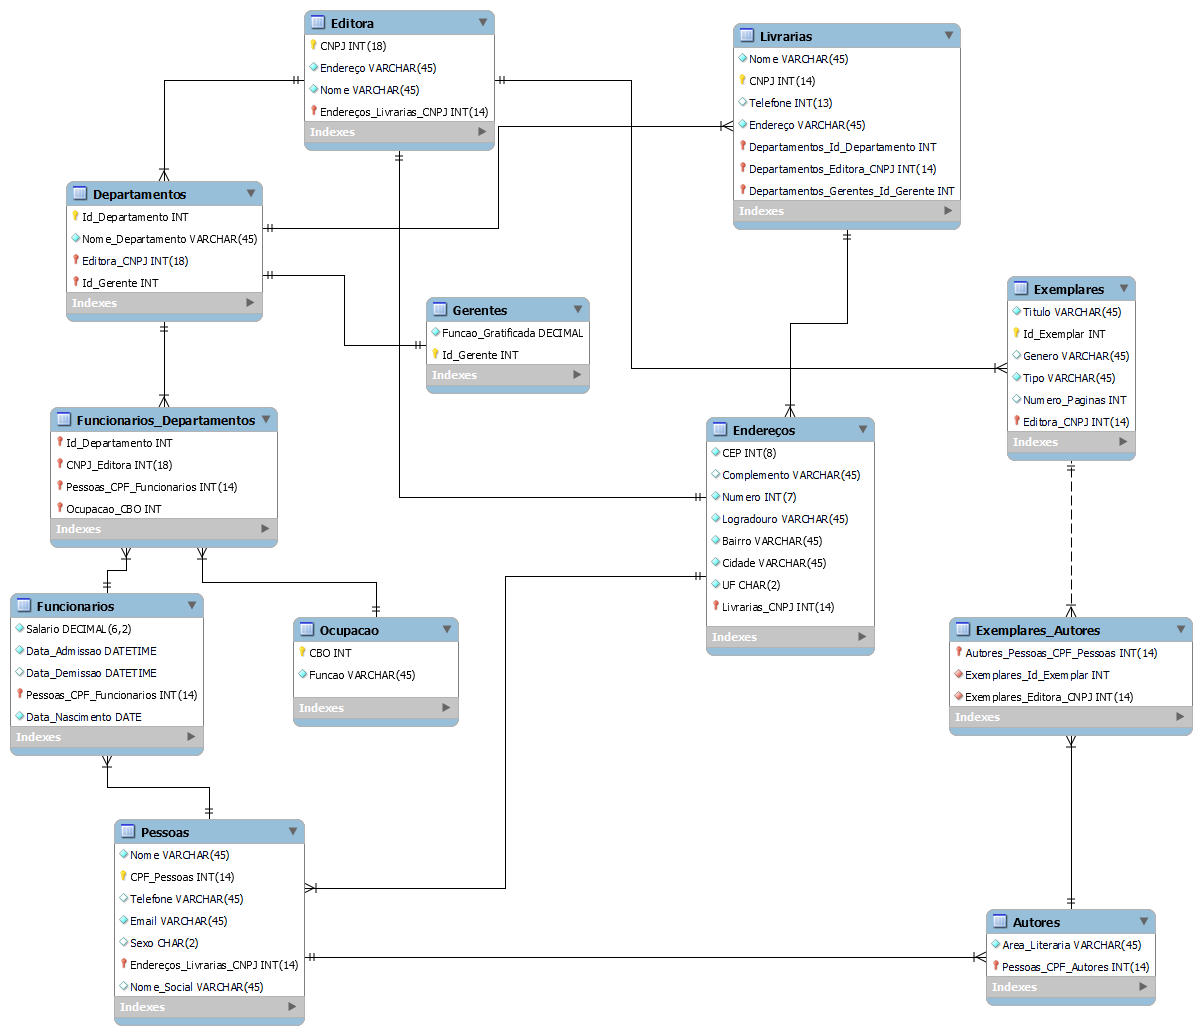 Editora
CNPJ INT(18)
Endereço VARCHAR(45)
Nome VARCHAR(45)
Endereços_Livrarias_CNPJ INT(14)
Indexes
Livrarias
Nome VARCHAR(45)
CNPJ INT(14)
Telefone INT(13)
Endereço VARCHAR(45)
Departamentos_Id_Departamento INT
Departamentos_Editora_CNPJ INT(14)
Departamentos_Gerentes_Id_Gerente INT
Indexes
Departamentos
Id_Departamento INT
Nome_Departamento VARCHAR(45)
Editora_CNPJ INT(18)
Id_Gerente INT
Indexes
Gerentes
Funcao_Gratificada DECIMAL
Id_Gerente INT
Indexes
Exemplares
Titulo VARCHAR(45)
Id_Exemplar INT
Genero VARCHAR(45)
Tipo VARCHAR(45)
Numero_Paginas INT
Editora_CNPJ INT(14)
Indexes
Funcionarios_Departamentos
Id_Departamento INT
CNPJ_Editora INT(18)
Pessoas_CPF_Funcionarios INT(14)
Ocupacao_CBO INT
Indexes
Endereços
CEP INT(8)
Complemento VARCHAR(45)
Numero INT(7)
Logradouro VARCHAR(45)
Bairro VARCHAR(45)
Cidade VARCHAR(45)
UF CHAR(2)
Livrarias_CNPJ INT(14)
Indexes
Funcionarios
Salario DECIMAL(6,2)
Data_Admissao DATETIME
Data_Demissao DATETIME
Pessoas_CPF_Funcionarios INT(14)
Data_Nascimento DATE
Indexes
Ocupacao
CBO INT
Funcao VARCHAR(45)
Indexes
Exemplares_Autores
Autores_Pessoas_CPF_Pessoas INT(14)
Exemplares_Id_Exemplar INT
Exemplares_Editora_CNPJ INT(14)
Indexes
Pessoas
Nome VARCHAR(45)
CPF_Pessoas INT(14)
Telefone VARCHAR(45)
Email VARCHAR(45)
Sexo CHAR(2)
Endereços_Livrarias_CNPJ INT(14)
Nome_Social VARCHAR(45)
Indexes
Autores
Area_Literaria VARCHAR(45)
Pessoas_CPF_Autores INT(14)
Indexes